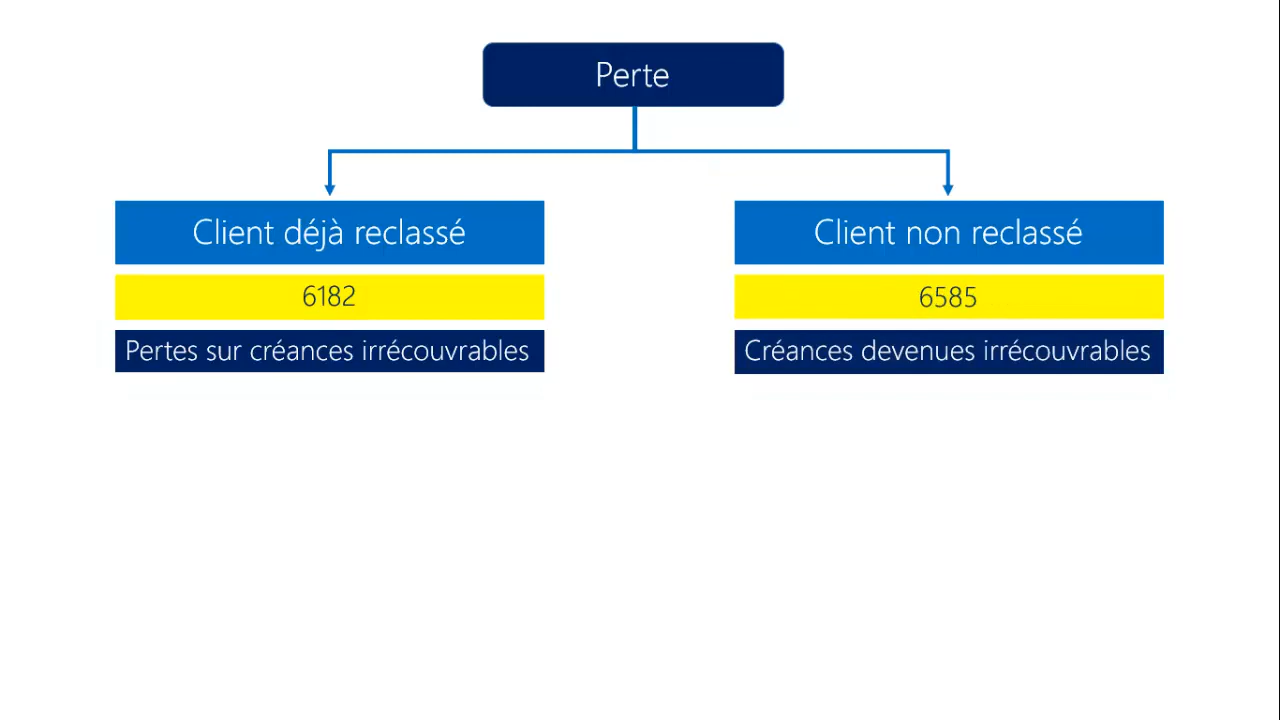 Perte
Client déjà reclassé
Client non reclassé
6182
6585
Pertes sur créances irrécouvrables
Créances devenues irrécouvrables